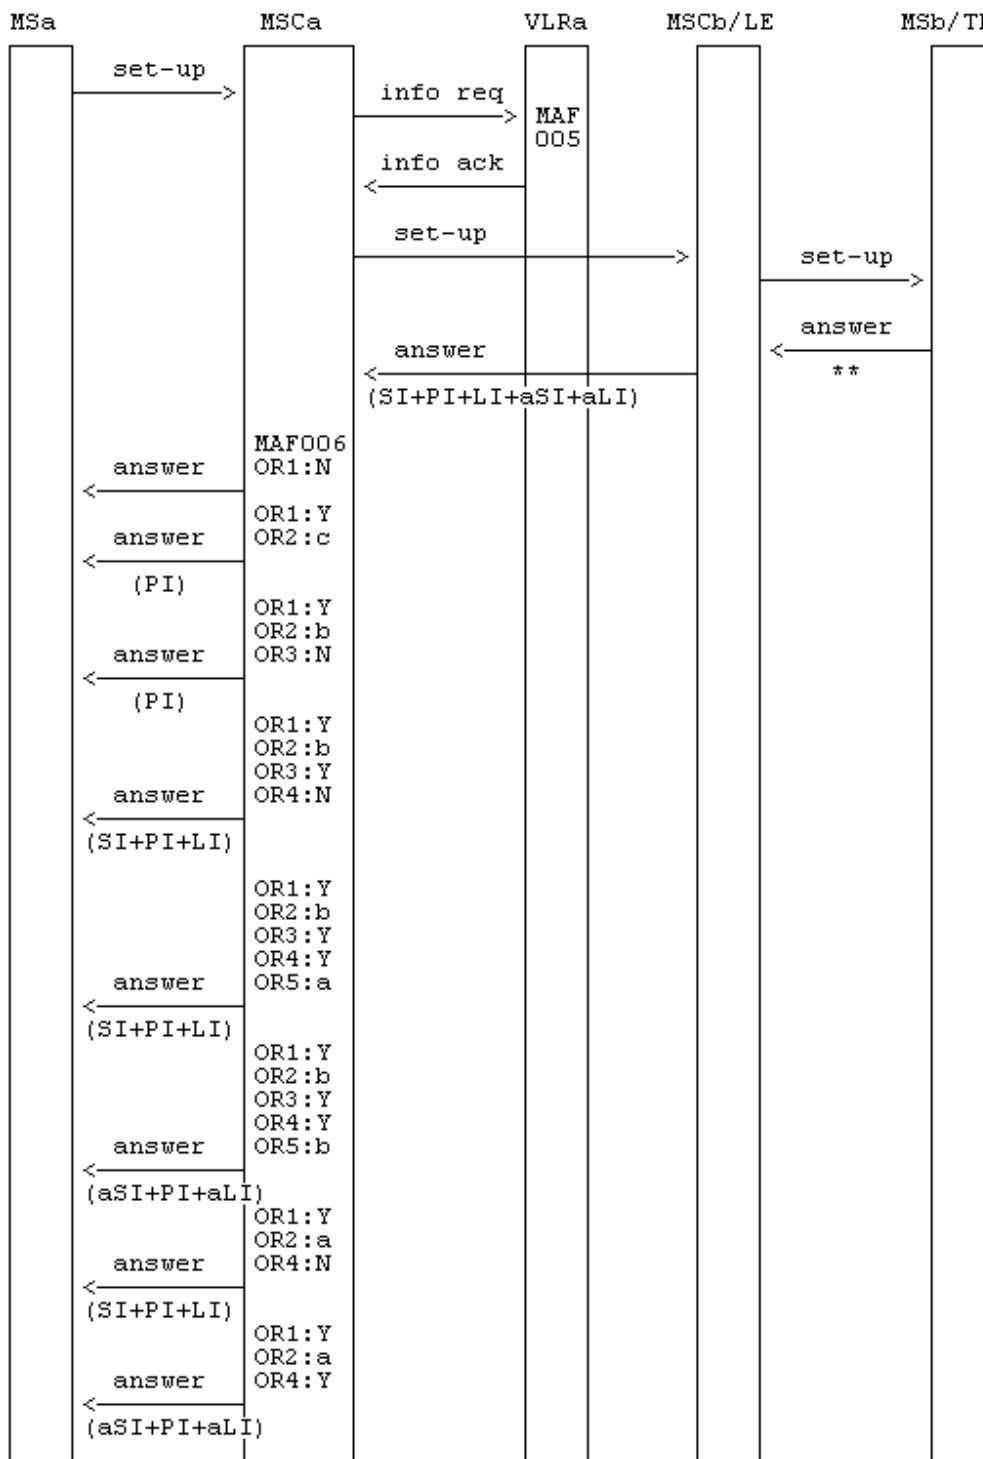 MSa MSCa VLRa MSCb/LE MSb/TE
set-up
info req
MAF
005
info ack
set-up
set-up
answer
**
answer
(SI+PI+LI+aSI+aLI)
MAF006
answer OR1:N
OR1:Y
answer OR2:c
(PI)
OR1:Y
OR2:b
answer OR3:N
(PI)
OR1:Y
OR2:b
OR3:Y
answer OR4:N
(SI+PI+LI)
OR1:Y
OR2:b
OR3:Y
OR4:Y
answer OR5:a
(SI+PI+LI)
OR1:Y
OR2:b
OR3:Y
OR4:Y
answer OR5:b
(aSI+PI+aLI)
OR1:Y
OR2:a
answer OR4:N
(SI+PI+LI)
OR1:Y
OR2:a
answer OR4:Y
(aSI+PI+aLI)